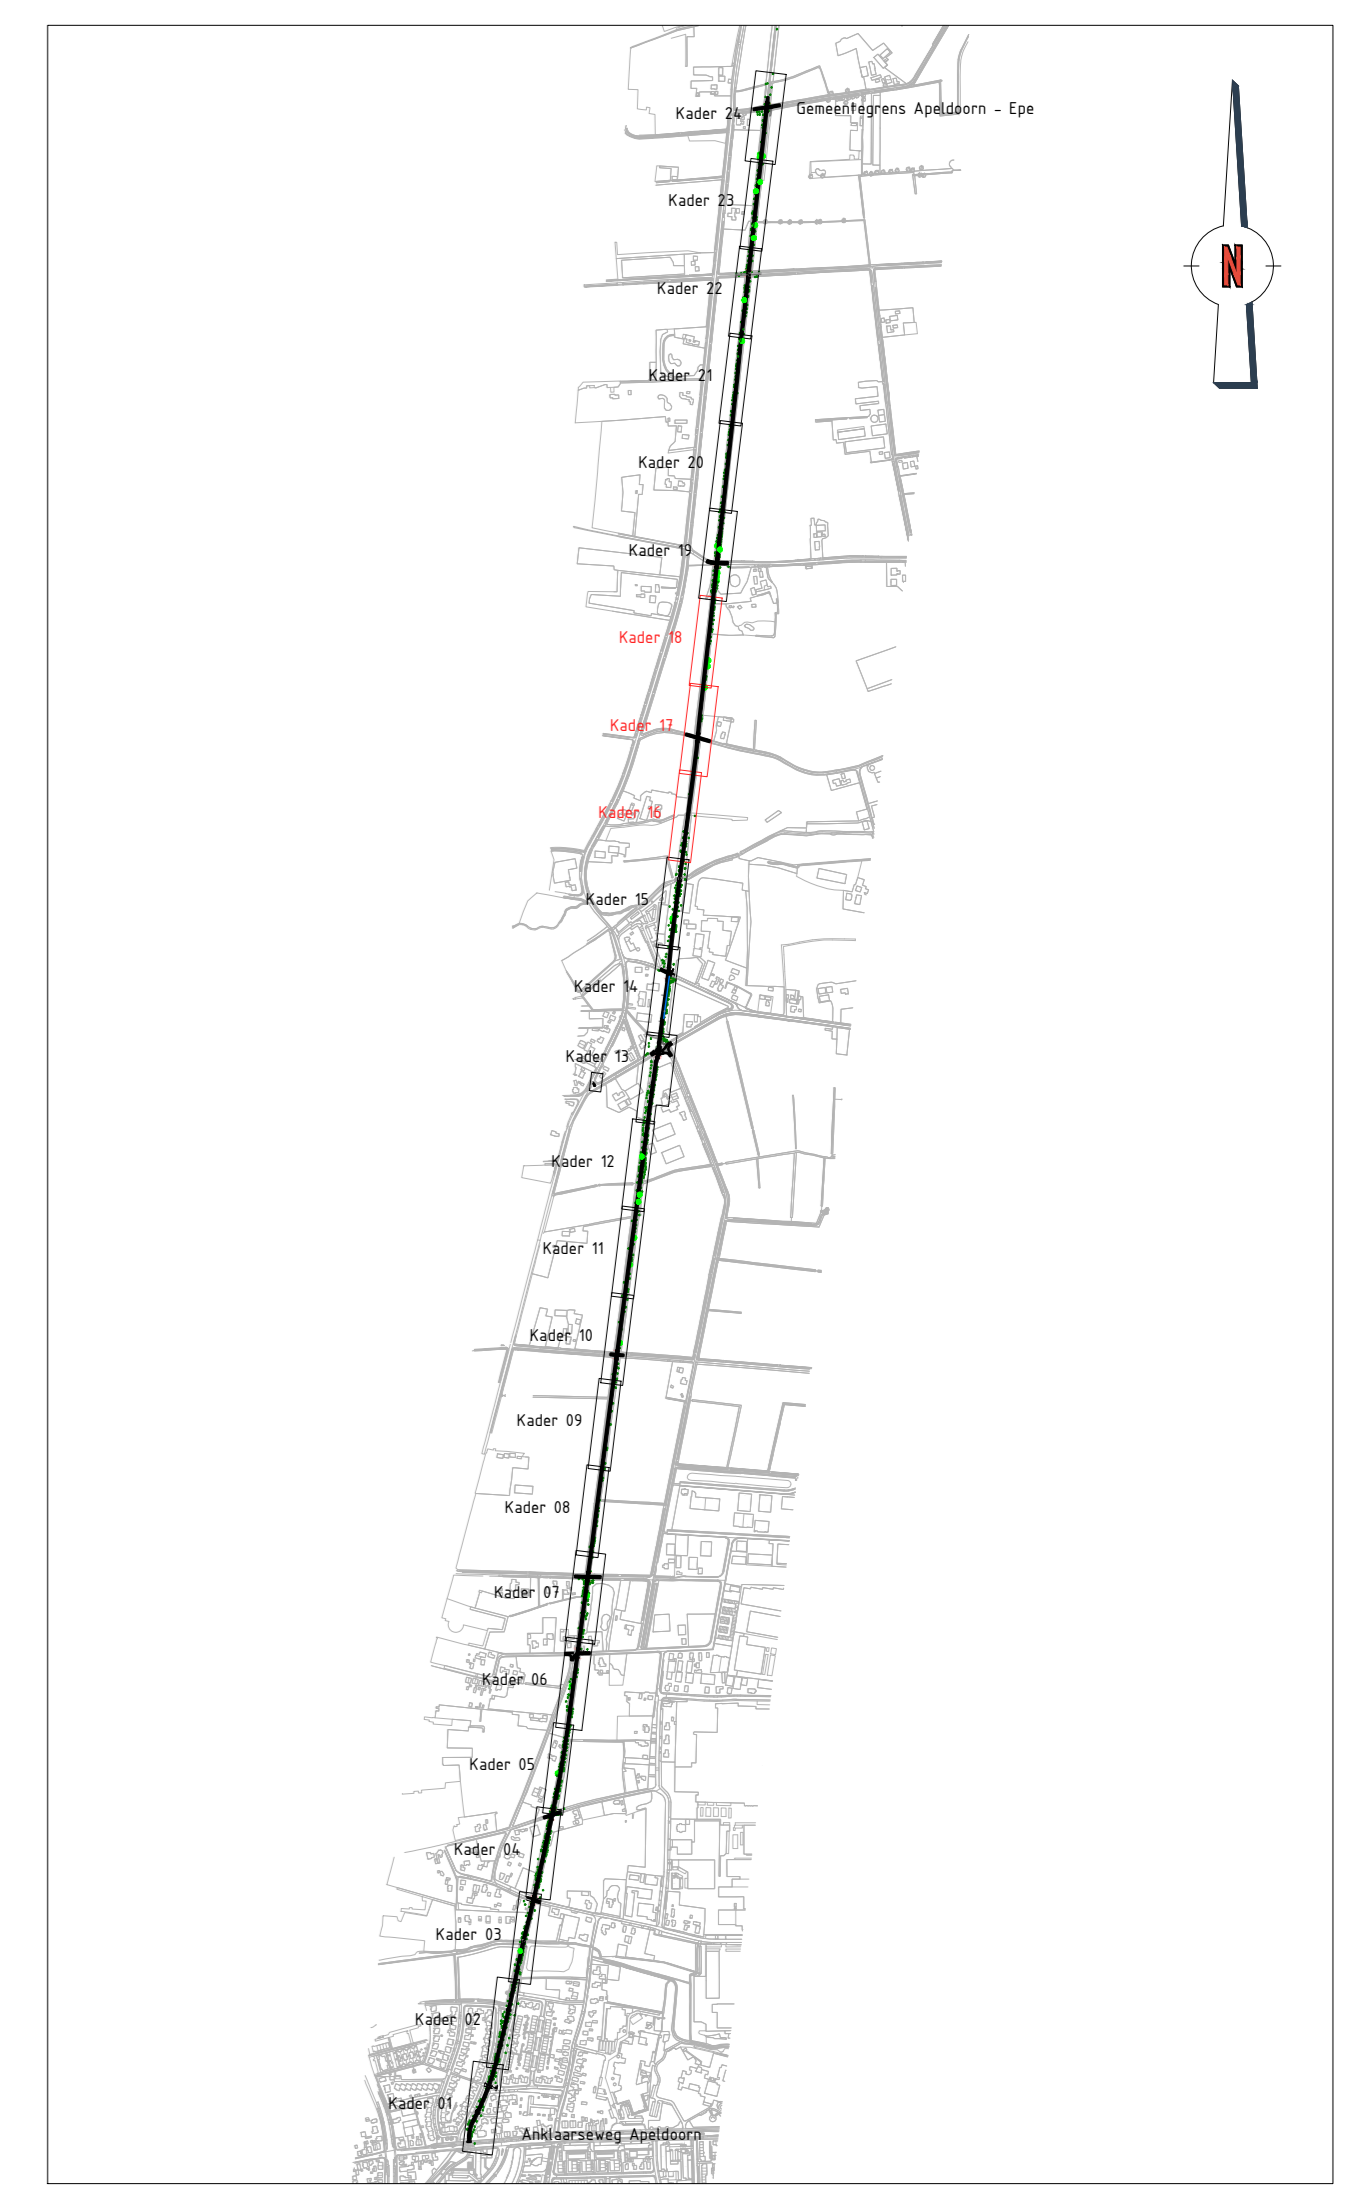 Kader 24
Gemeentegrens Apeldoorn - Epe
Kader 23
N
Kader 22
Kader 21
Kader 20
Kader 19
Kader 18
Kader 17
Kader 16
Kader 15
Kader 14
Kader 13
Kader 12
Kader 11
Kader 10
Kader 09
Kader 08
Kader 07
Kader 06
Kader 05
Kader 04
Kader 03
Kader 02
Kader 01
Anklaarseweg Apeldoorn